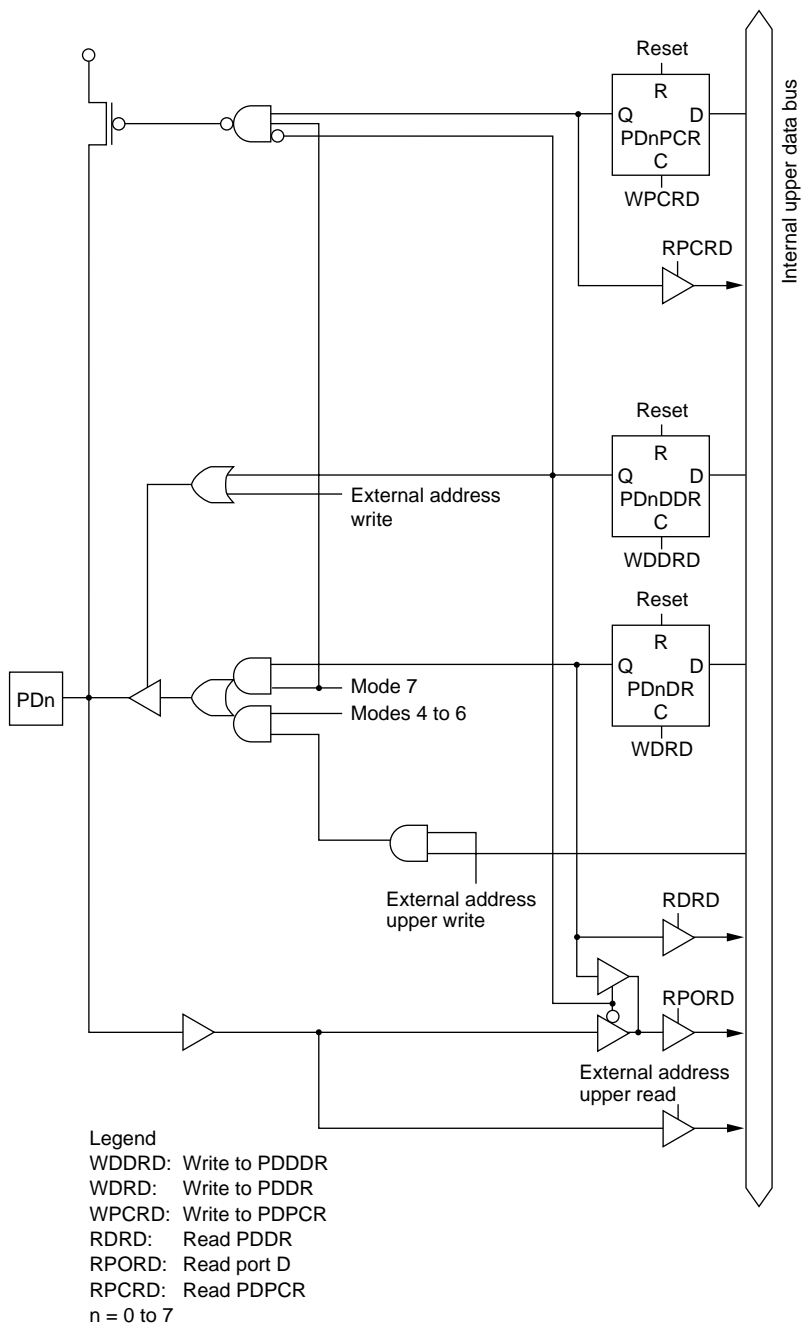 Reset
R
Q D
PDnPCR
C
WPCRD
Internal upper data bus
RPCRD
Reset
R
Q D
PDnDDR
C
WDDRD
External address
write
Reset
R
Q D
PDnDR
C
WDRD
PDn
Mode 7
Modes 4 to 6
External address
upper write
RDRD
RPORD
External address
upper read
Legend
WDDRD: Write to PDDDR
WDRD: Write to PDDR
WPCRD: Write to PDPCR
RDRD: Read PDDR
RPORD: Read port D
RPCRD: Read PDPCR
n = 0 to 7